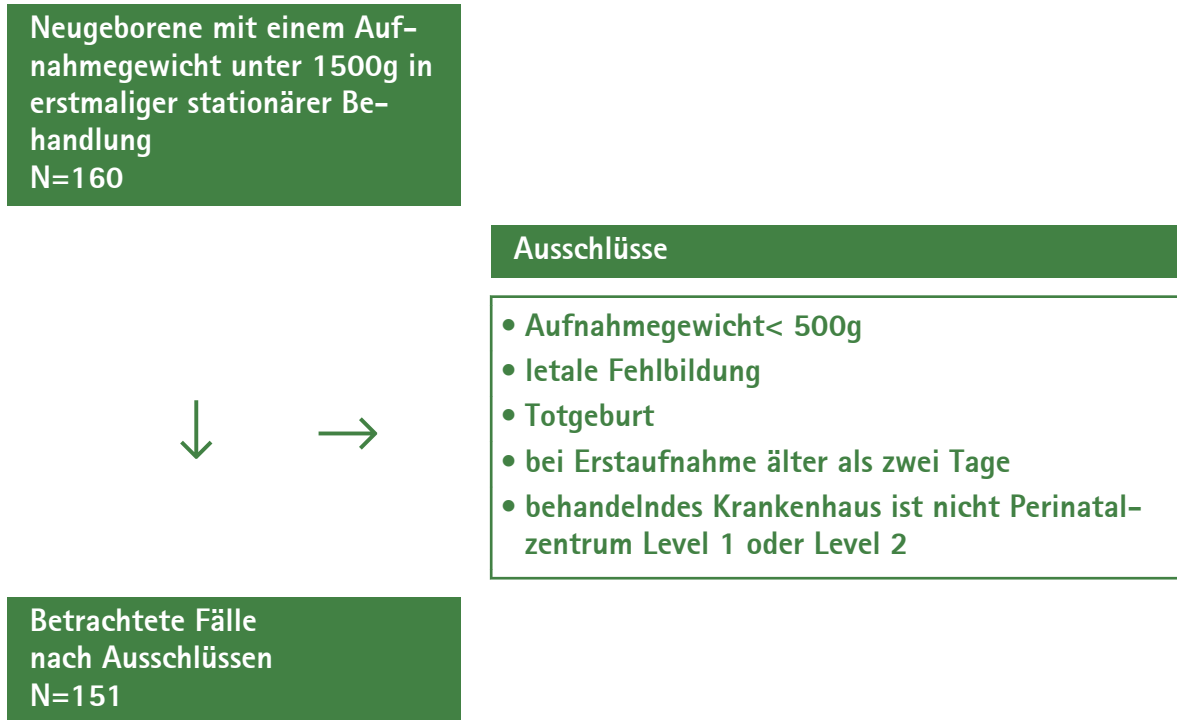 Neugeborene mit einem Auf-
nahmegewicht unter 1500g in
erstmaliger stationärer Be-
handlung
N=160
Ausschlüsse
• Aufnahmegewicht< 500g
• letale Fehlbildung
• Totgeburt
• bei Erstaufnahme älter als zwei Tage
• behandelndes Krankenhaus ist nicht Perinatal-
zentrum Level 1 oder Level 2
Betrachtete Fälle
nach Ausschlüssen
N=151